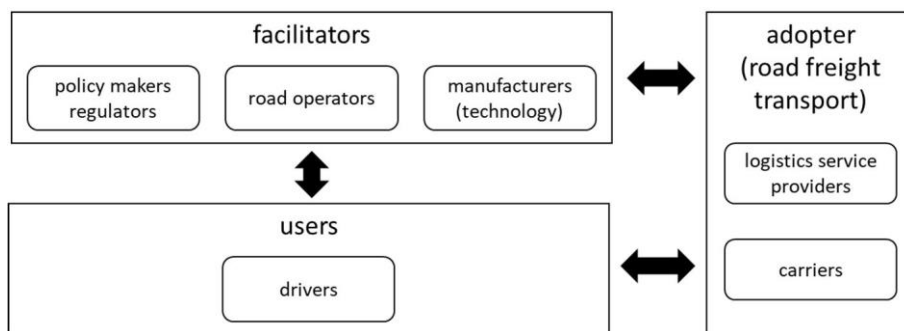 facilitators
policy makers
regulators
road operators
manufacturers
(technology)
users
drivers
adopter
(road freight
transport)
logistics service
providers
carriers